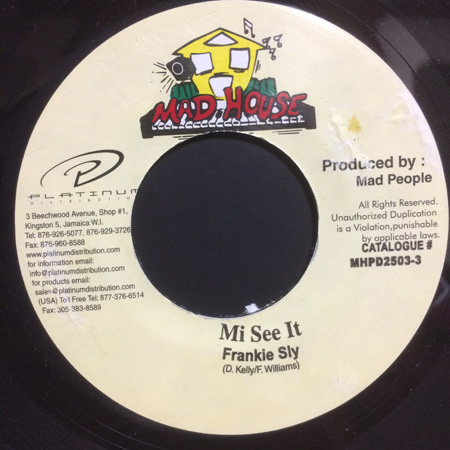 MAD HOUSE
PLATINUM
DISTRIBUTION
3 Beechwood Avenue, Shop #1,
Kingston 5, Jamaica W.I.
Tel: 876-926-5077, 876-929-3726
Fax: 876-960-8588
www.platinumdistribution.com
for information email:
info@platinumdistribution.com
for products email:
sales@platinumdistribution.com
(USA) Toll Free Tel: 877-376-6514
Fax: 305-383-8589
Produced by :
Mad People
All Rights Reserved.
Unauthorized Duplication
is a Violation,punishable
by applicable laws.
CATALOGUE #
MHPD2503-3
Mi See It
Frankie Sly
(D. Kelly/F. Williams)